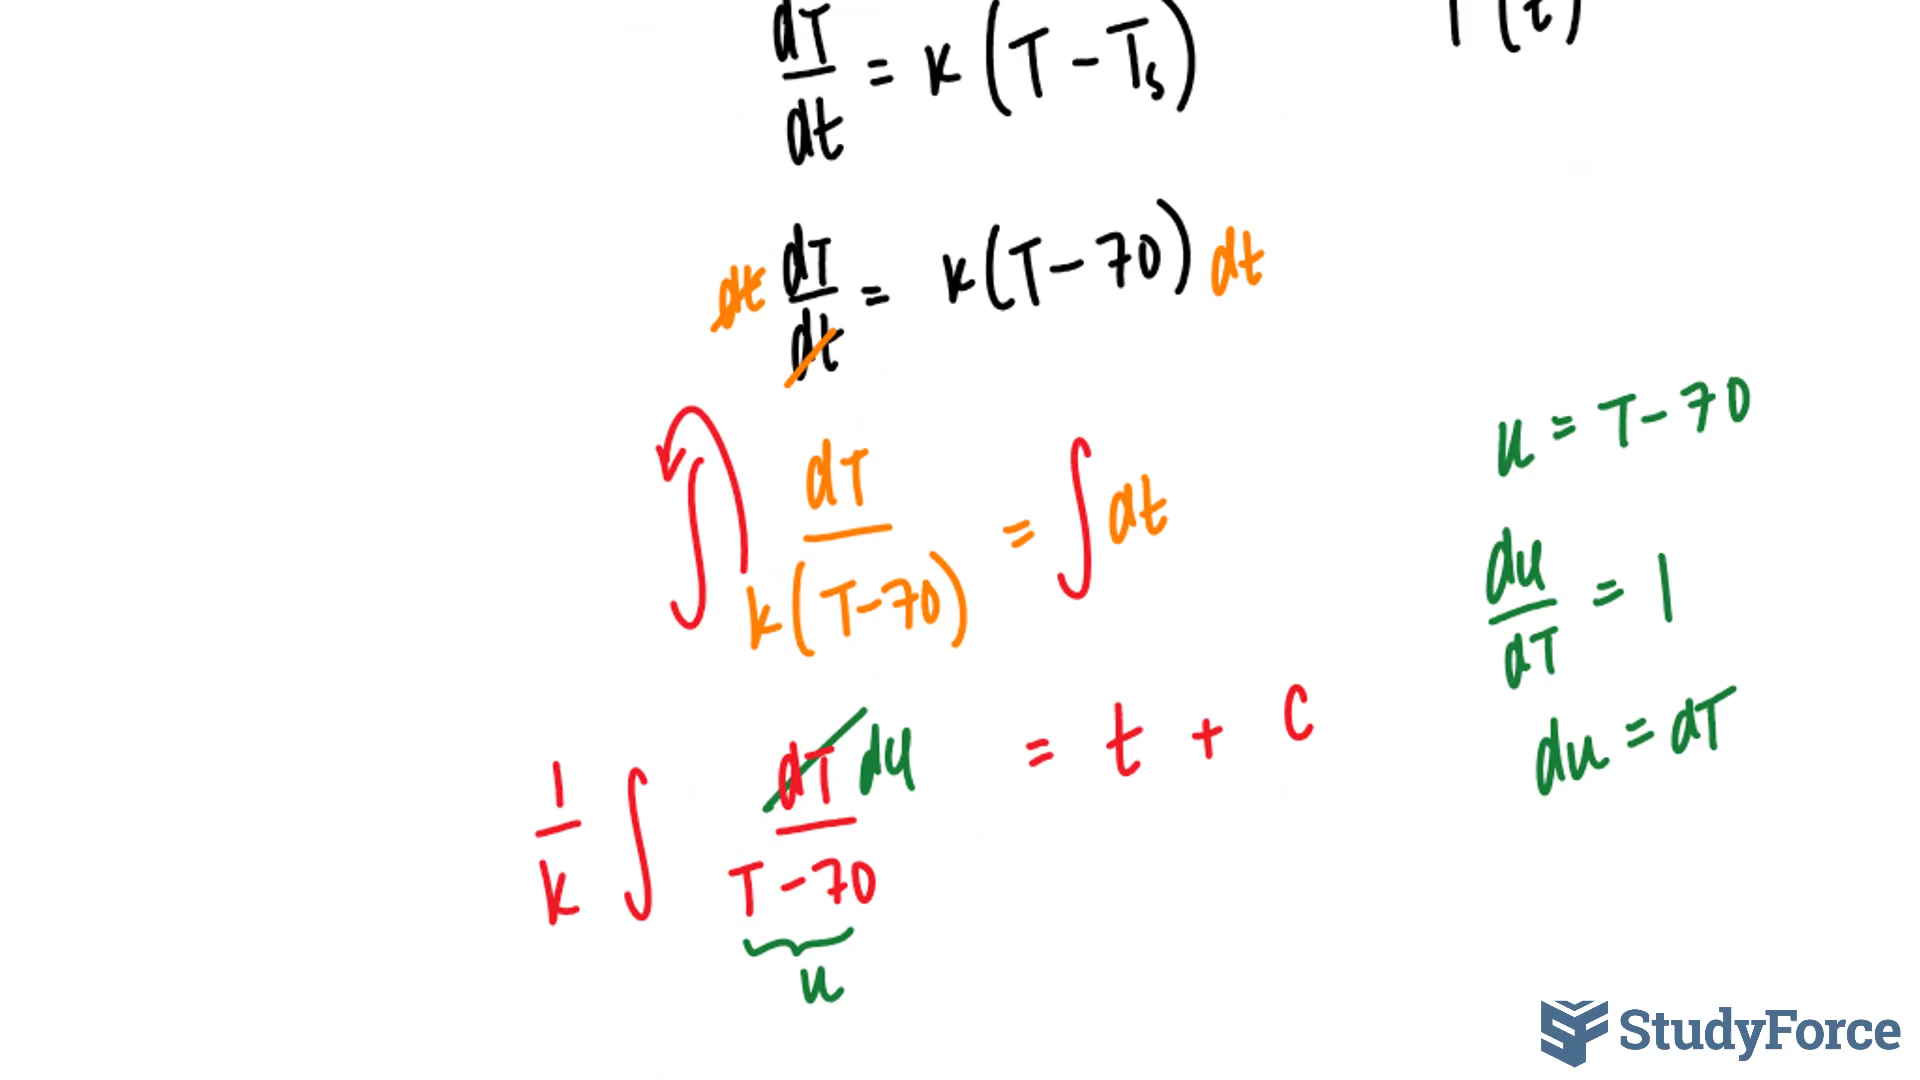 dT/dt = k(T - Ts)
T(t)
dt dT/dt = k(T-70) dt
∫ dT/k(T-70) = ∫ dt
u = T-70
du/dT = 1
du = dT
1/k ∫ dT du/T-70 = t + C
u
StudyForce